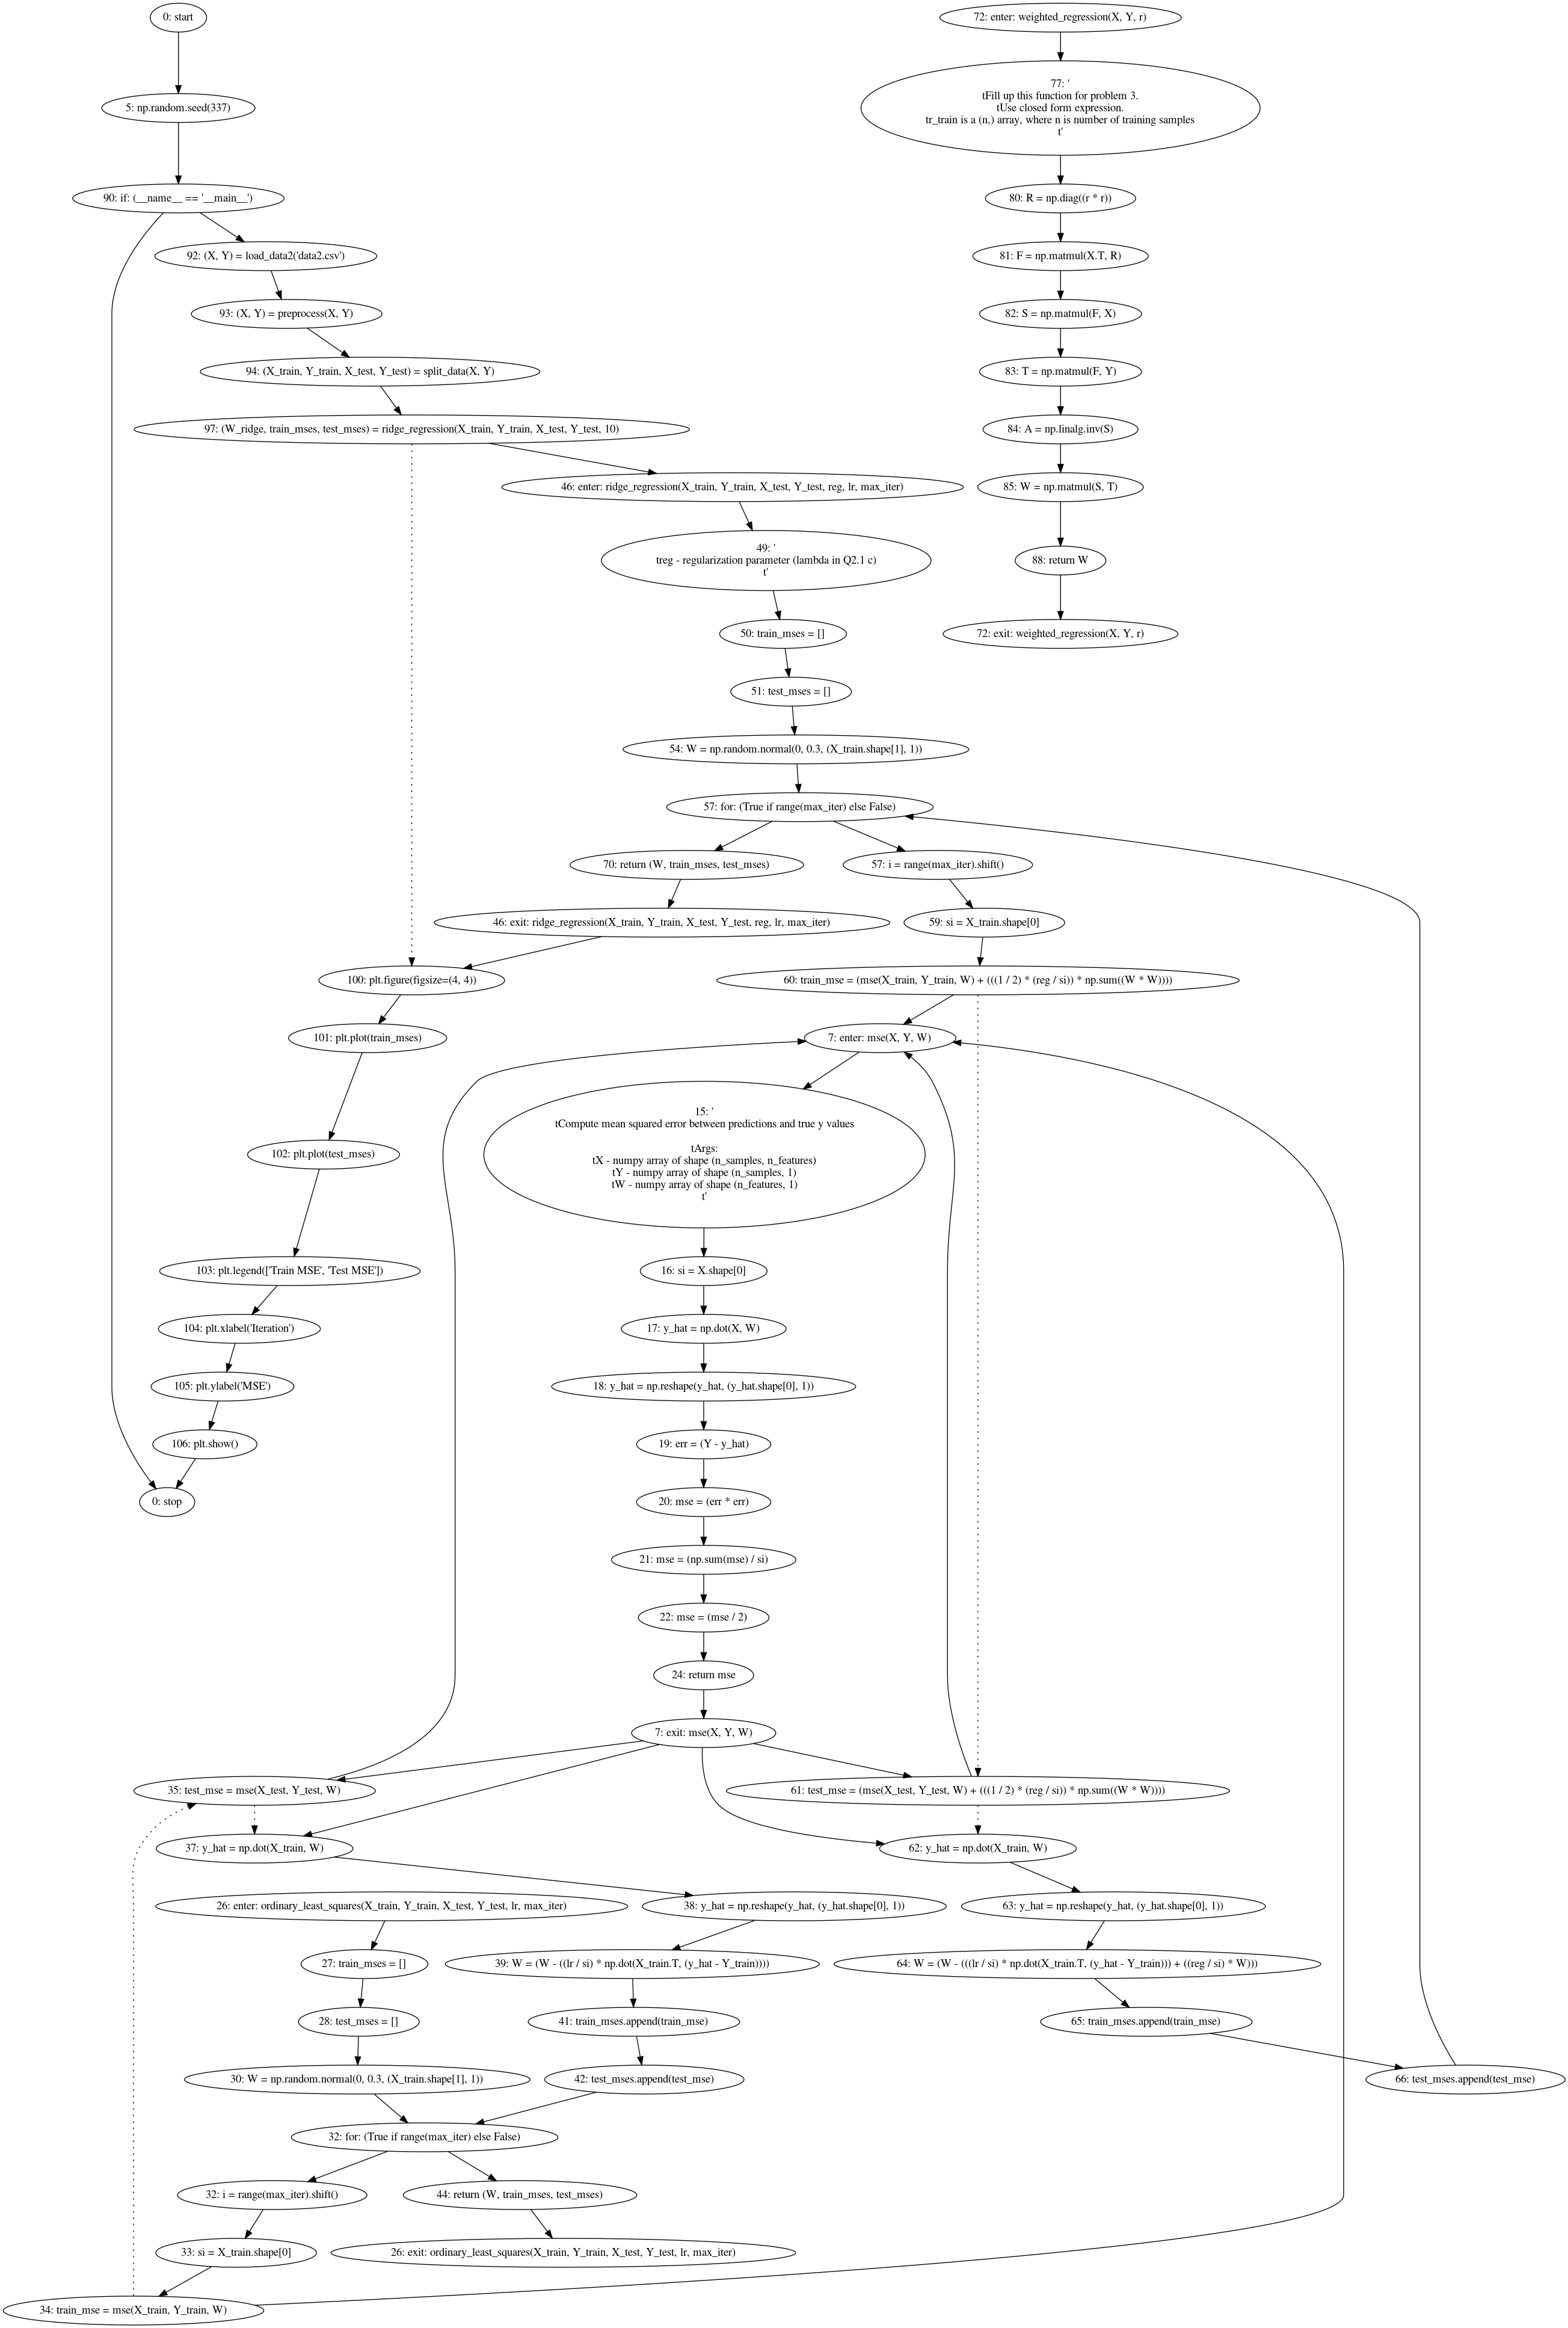 0: start
5: np.random.seed(337)
90: if: (__name__ == '__main__')
92: (X, Y) = load_data2('data2.csv')
93: (X, Y) = preprocess(X, Y)
94: (X_train, Y_train, X_test, Y_test) = split_data(X, Y)
97: (W_ridge, train_mses, test_mses) = ridge_regression(X_train, Y_train, X_test, Y_test, 10)
46: enter: ridge_regression(X_train, Y_train, X_test, Y_test, reg, lr, max_iter)
49: '
treg - regularization parameter (lambda in Q2.1 c)
t'
50: train_mses = []
51: test_mses = []
54: W = np.random.normal(0, 0.3, (X_train.shape[1], 1))
57: for: (True if range(max_iter) else False)
70: return (W, train_mses, test_mses)
57: i = range(max_iter).shift()
46: exit: ridge_regression(X_train, Y_train, X_test, Y_test, reg, lr, max_iter)
59: si = X_train.shape[0]
100: plt.figure(figsize=(4, 4))
60: train_mse = (mse(X_train, Y_train, W) + (((1 / 2) * (reg / si)) * np.sum((W * W))))
101: plt.plot(train_mses)
7: enter: mse(X, Y, W)
102: plt.plot(test_mses)
15: '
tCompute mean squared error between predictions and true y values
tArgs:
tX - numpy array of shape (n_samples, n_features)
tY - numpy array of shape (n_samples, 1)
tW - numpy array of shape (n_features, 1)
t'
103: plt.legend(['Train MSE', 'Test MSE'])
16: si = X.shape[0]
104: plt.xlabel('Iteration')
17: y_hat = np.dot(X, W)
105: plt.ylabel('MSE')
18: y_hat = np.reshape(y_hat, (y_hat.shape[0], 1))
106: plt.show()
19: err = (Y - y_hat)
0: stop
20: mse = (err * err)
21: mse = (np.sum(mse) / si)
22: mse = (mse / 2)
24: return mse
7: exit: mse(X, Y, W)
35: test_mse = mse(X_test, Y_test, W)
61: test_mse = (mse(X_test, Y_test, W) + (((1 / 2) * (reg / si)) * np.sum((W * W))))
37: y_hat = np.dot(X_train, W)
62: y_hat = np.dot(X_train, W)
26: enter: ordinary_least_squares(X_train, Y_train, X_test, Y_test, lr, max_iter)
38: y_hat = np.reshape(y_hat, (y_hat.shape[0], 1))
63: y_hat = np.reshape(y_hat, (y_hat.shape[0], 1))
27: train_mses = []
39: W = (W - ((lr / si) * np.dot(X_train.T, (y_hat - Y_train))))
64: W = (W - (((lr / si) * np.dot(X_train.T, (y_hat - Y_train))) + ((reg / si) * W)))
28: test_mses = []
41: train_mses.append(train_mse)
65: train_mses.append(train_mse)
30: W = np.random.normal(0, 0.3, (X_train.shape[1], 1))
42: test_mses.append(test_mse)
66: test_mses.append(test_mse)
32: for: (True if range(max_iter) else False)
32: i = range(max_iter).shift()
44: return (W, train_mses, test_mses)
33: si = X_train.shape[0]
26: exit: ordinary_least_squares(X_train, Y_train, X_test, Y_test, lr, max_iter)
34: train_mse = mse(X_train, Y_train, W)
72: enter: weighted_regression(X, Y, r)
77: '
tFill up this function for problem 3.
tUse closed form expression.
tr_train is a (n,) array, where n is number of training samples
t'
80: R = np.diag((r * r))
81: F = np.matmul(X.T, R)
82: S = np.matmul(F, X)
83: T = np.matmul(F, Y)
84: A = np.linalg.inv(S)
85: W = np.matmul(S, T)
88: return W
72: exit: weighted_regression(X, Y, r)